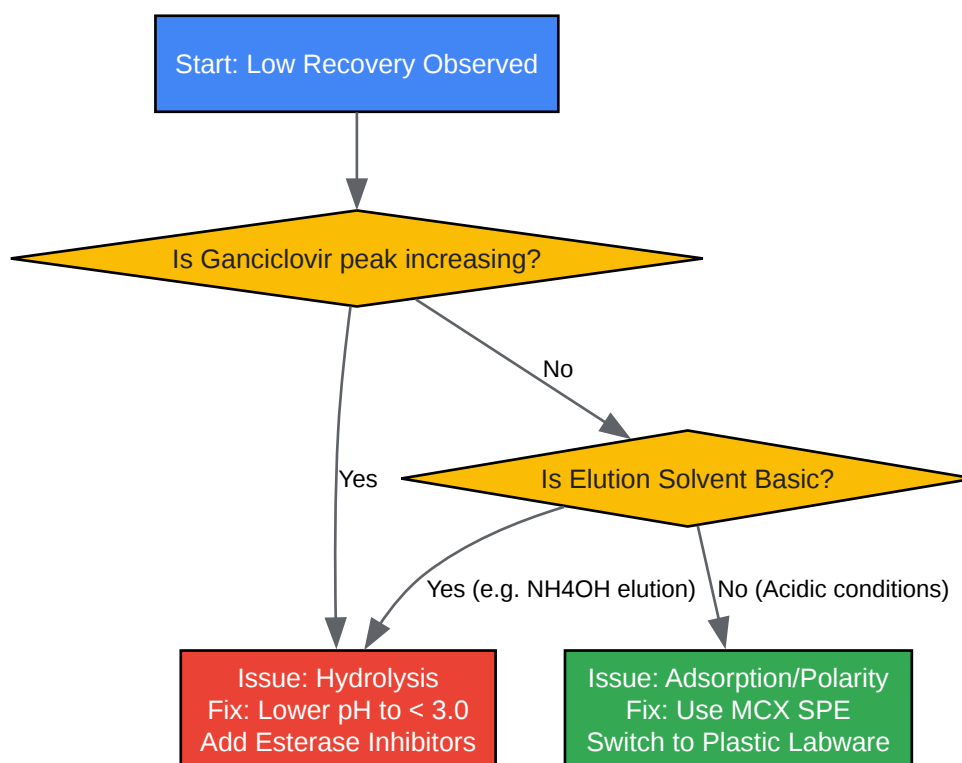 Start: Low Recovery Observed
Is Ganciclovir peak increasing?
No
Is Elution Solvent Basic?
Yes
Yes (e.g. NH4OH elution)
No (Acidic conditions)
Issue: Hydrolysis
Fix: Lower pH to < 3.0
Add Esterase Inhibitors
Issue: Adsorption/Polarity
Fix: Use MCX SPE
Switch to Plastic Labware